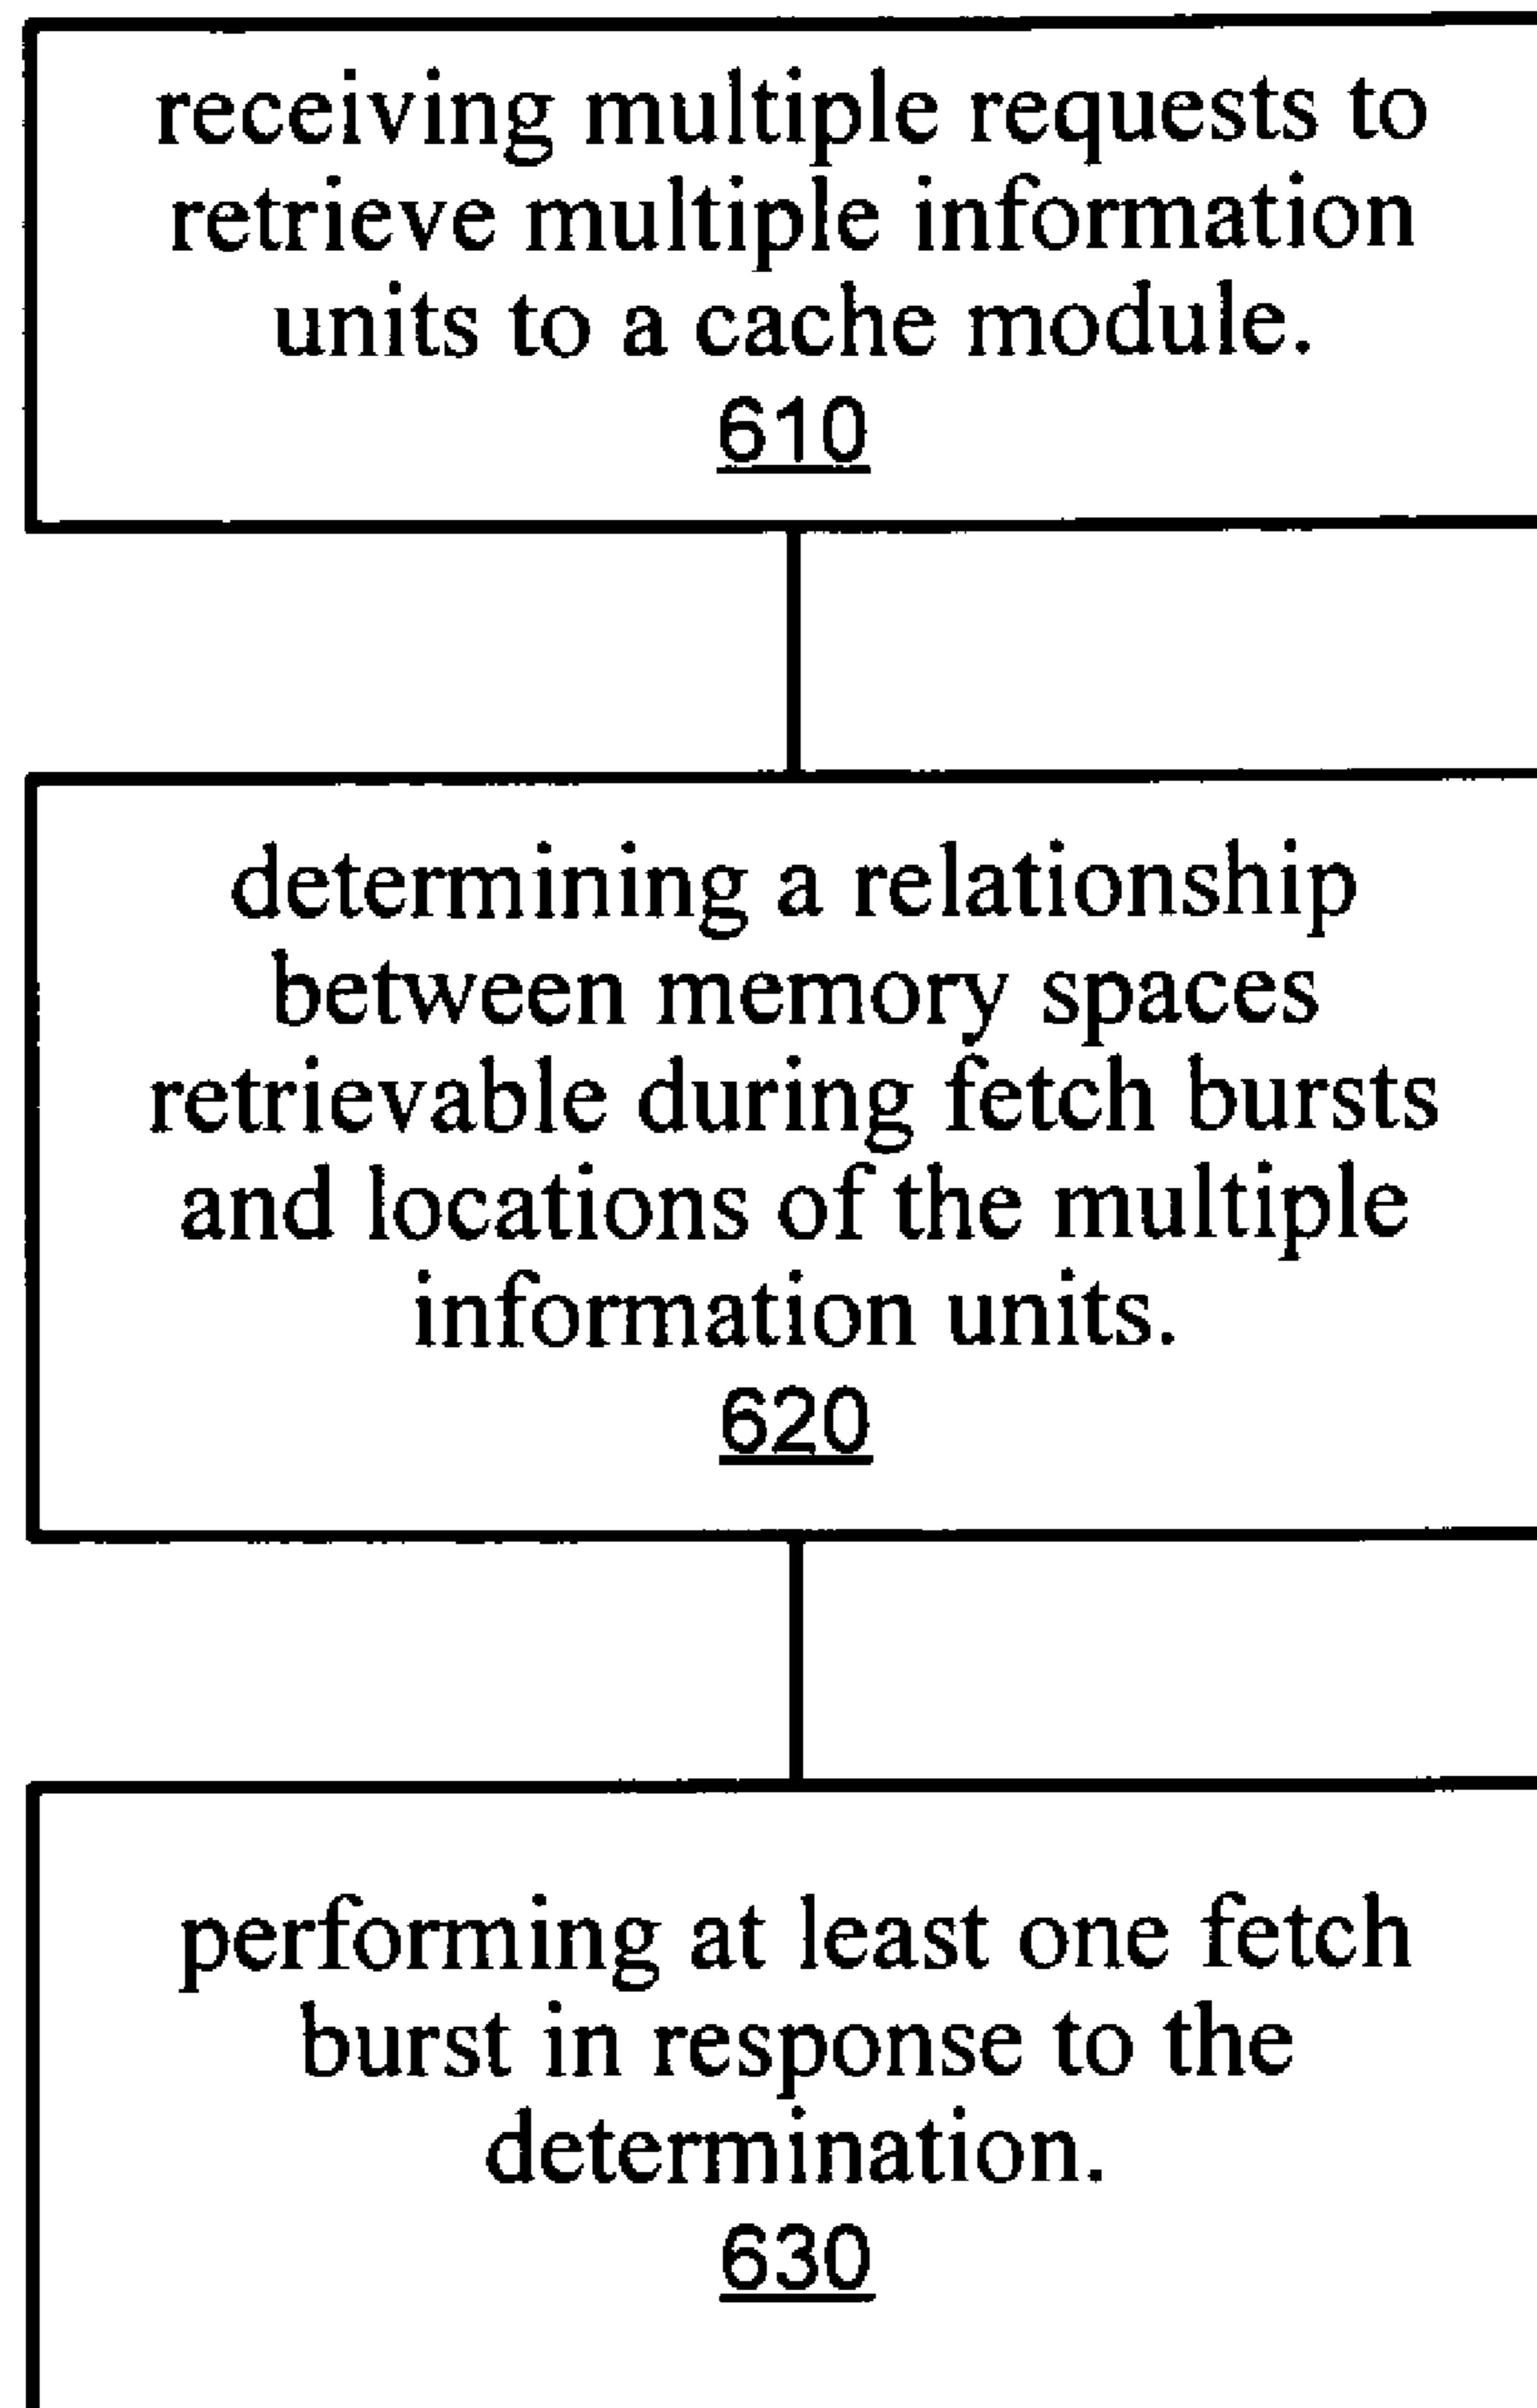 receiving multiple requests to
retrieve multiple information
units to a cache module.
610
determining a relationship
between memory spaces
retrievable during fetch bursts
and locations of the multiple
information units.
620
performing at least one fetch
burst in response to the
determination.
630